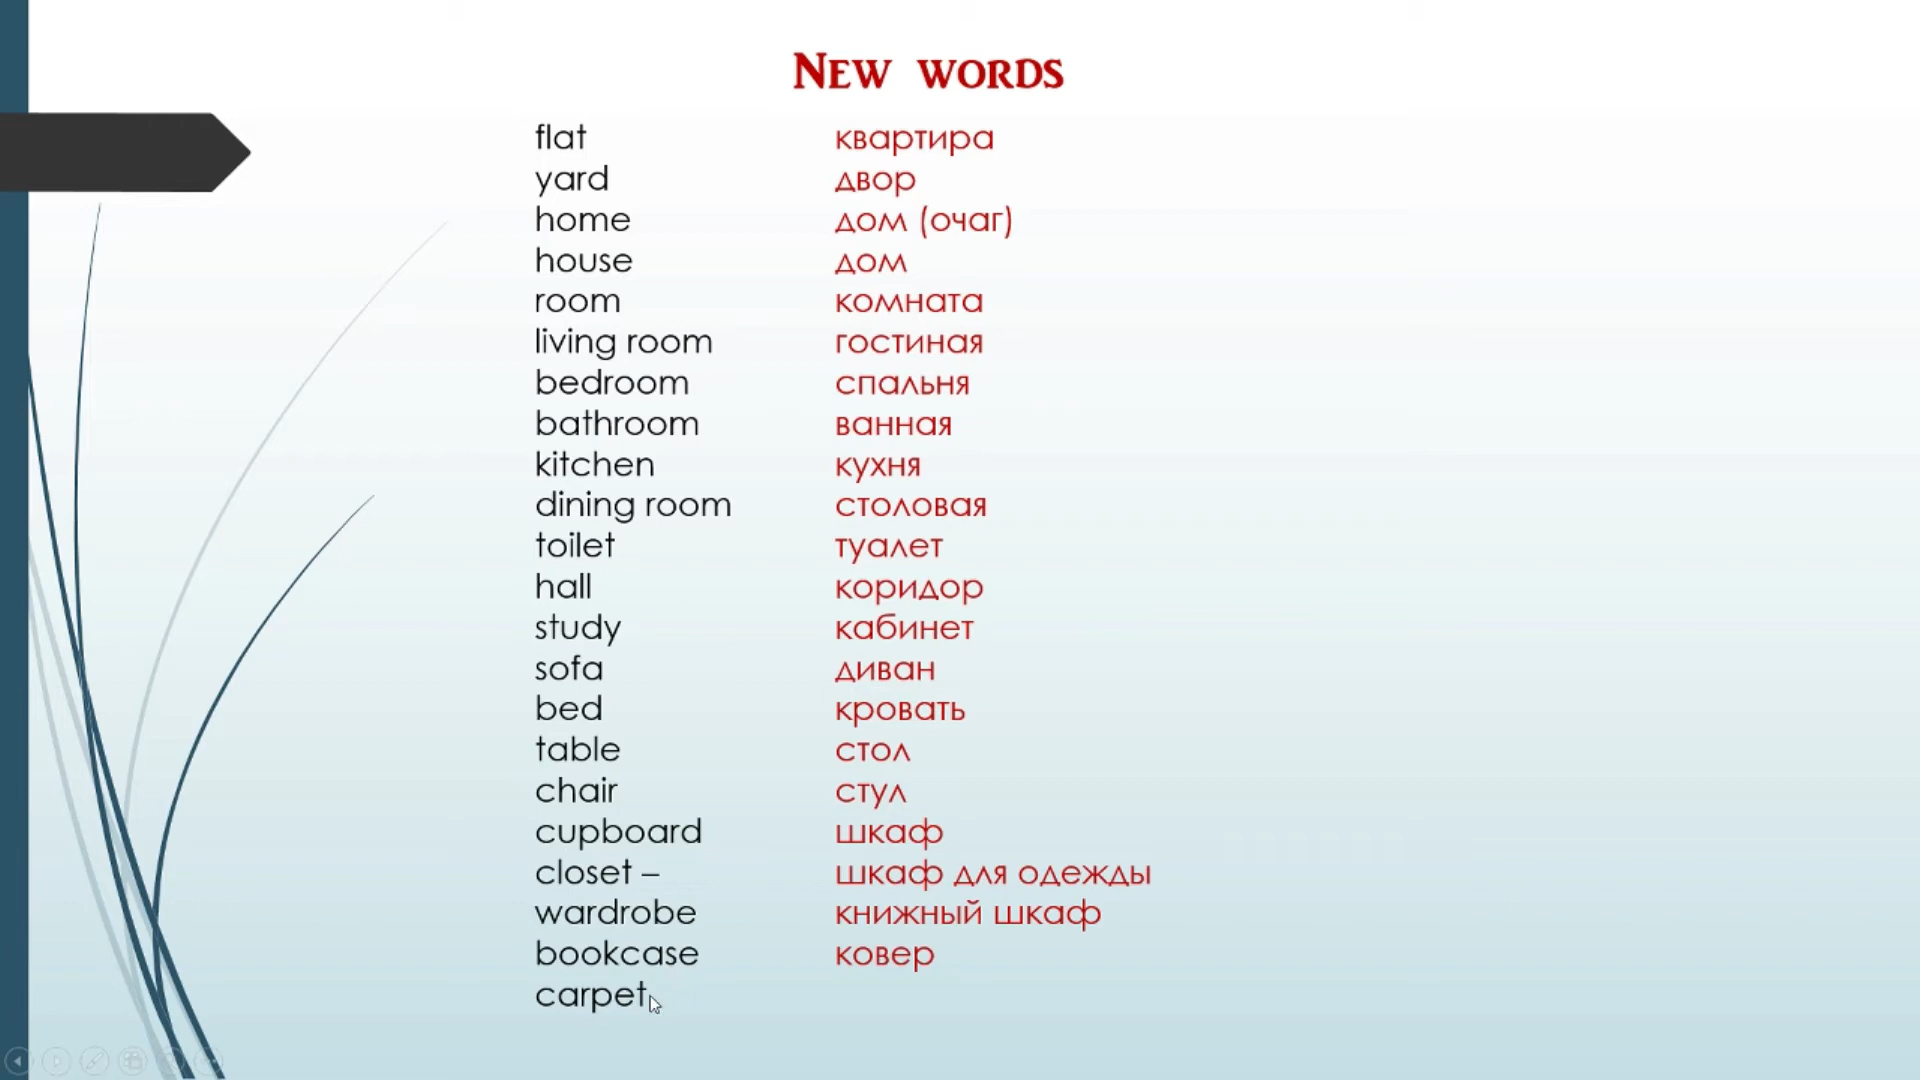 New words
flat квартира
yard двор
home дом (очаг)
house дом
room комната
living room гостиная
bedroom спальня
bathroom ванная
kitchen кухня
dining room столовая
toilet туалет
hall коридор
study кабинет
sofa диван
bed кровать
table стол
chair стул
cupboard шкаф
closet – шкаф для одежды
wardrobe книжный шкаф
bookcase ковер
carpet